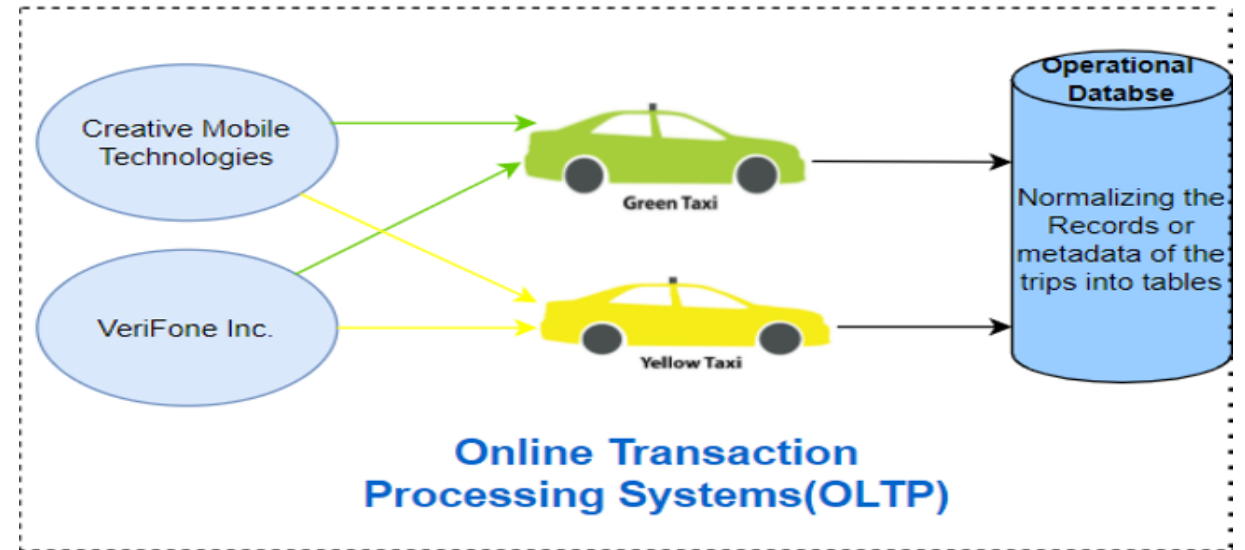 Creative Mobile
Technologies
VeriFone Inc.
Green Taxi
Yellow Taxi
Operational
Databse
Normalizing the
Records or
metadata of the
trips into tables
Online Transaction
Processing Systems(OLTP)